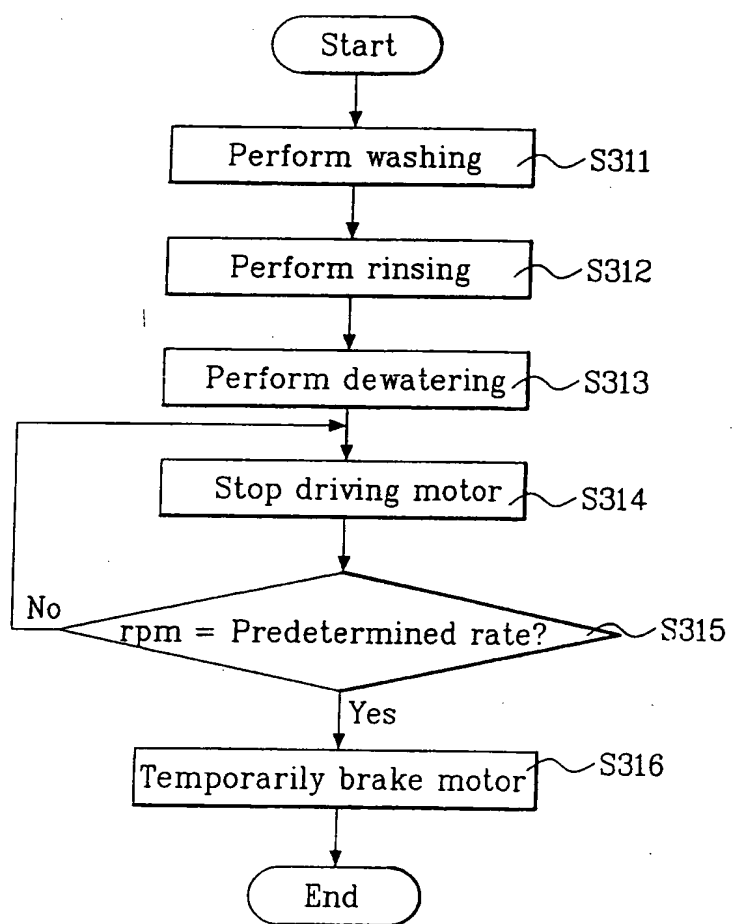 Start
Perform washing
S311
Perform rinsing
S312
Perform dewatering
S313
Stop driving motor
S314
No
rpm = Predetermined rate?
S315
Yes
Temporarily brake motor
S316
End